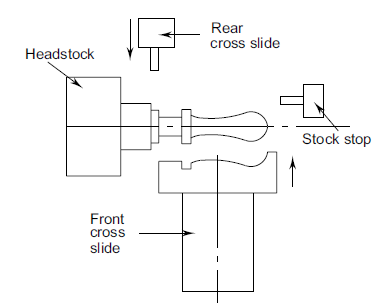 Rear
cross slide
Headstock
Stock stop
Front
cross
slide